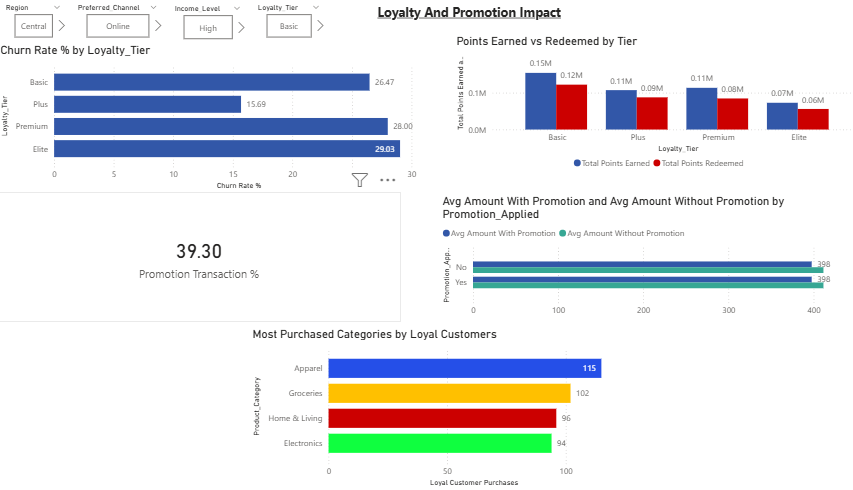 Region
Preferred_Channel
Income_Level
Loyalty_Tier
Central
Online
High
Basic
Loyalty And Promotion Impact
Churn Rate % by Loyalty_Tier
Loyalty_Tier
Basic
26.47
Plus
15.69
Premium
28.00
Elite
29.03
0
5
10
15
20
25
30
Churn Rate %
Points Earned vs Redeemed by Tier
Total Points Earned a..
0.1M
0.0M
0.15M
0.12M
0.11M
0.09M
0.11M
0.08M
0.07M
0.06M
Basic
Plus
Premium
Elite
Loyalty_Tier
Total Points Earned
Total Points Redeemed
39.30
Promotion Transaction %
Avg Amount With Promotion and Avg Amount Without Promotion by
Promotion_Applied
Avg Amount With Promotion
Avg Amount Without Promotion
Promotion_App..
No
398
Yes
398
0
100
200
300
400
Most Purchased Categories by Loyal Customers
Product_Category
Apparel
115
Groceries
102
Home & Living
96
Electronics
94
0
50
100
Loyal Customer Purchases